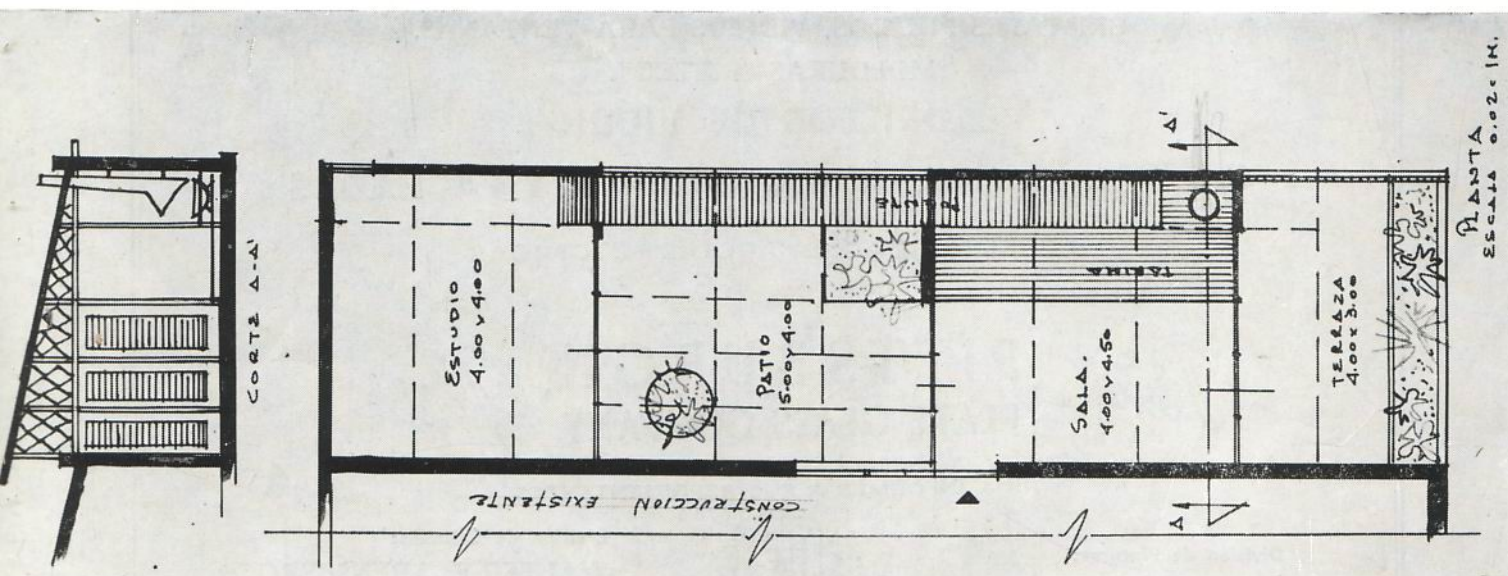 CORTE A-A'
ESTUDIO
4.00 x 4.00
PATIO
5.00 x 4.00
TARIMA
SALA.
4.00 x 4.50
TERRAZA
4.00 x 3.00
A'
A
CONSTRUCCION EXISTENTE
PLANTA
ESCALA 0.02 = 1M.